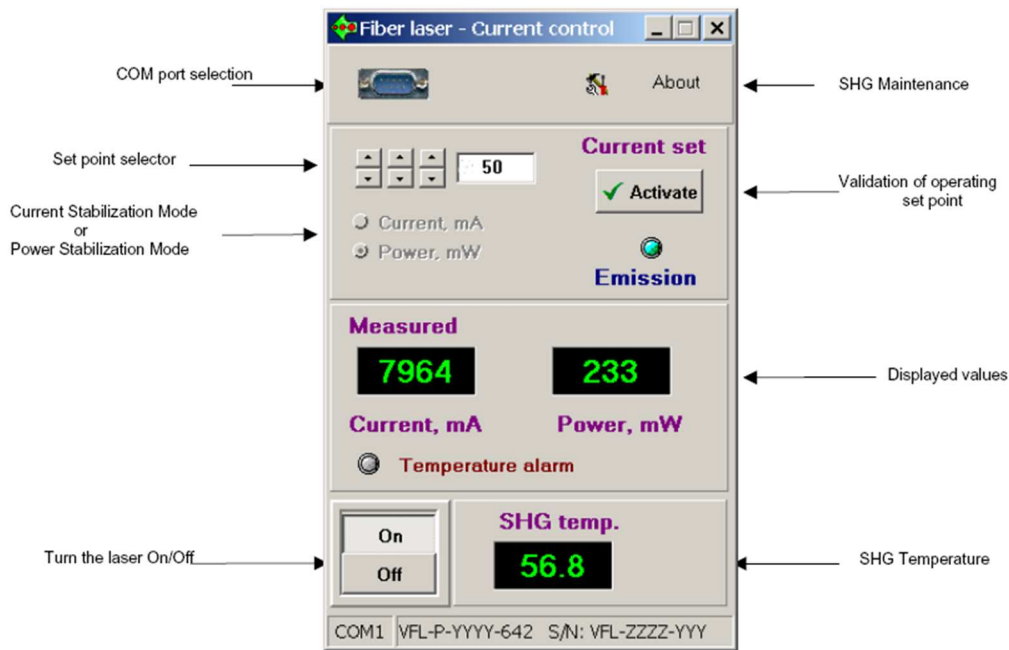 Fiber laser - Current control
COM port selection
About
SHG Maintenance
Set point selector
50
Current set
Activate
Validation of operating
set point
Current Stabilization Mode
or
Power Stabilization Mode
Current, mA
Power, mW
Emission
Measured
7964
233
Displayed values
Current, mA
Power, mW
Temperature alarm
Turn the laser On/Off
On
Off
SHG temp.
56.8
SHG Temperature
COM1
VFL-P-YYYY-642 S/N: VFL-ZZZZ-YYY